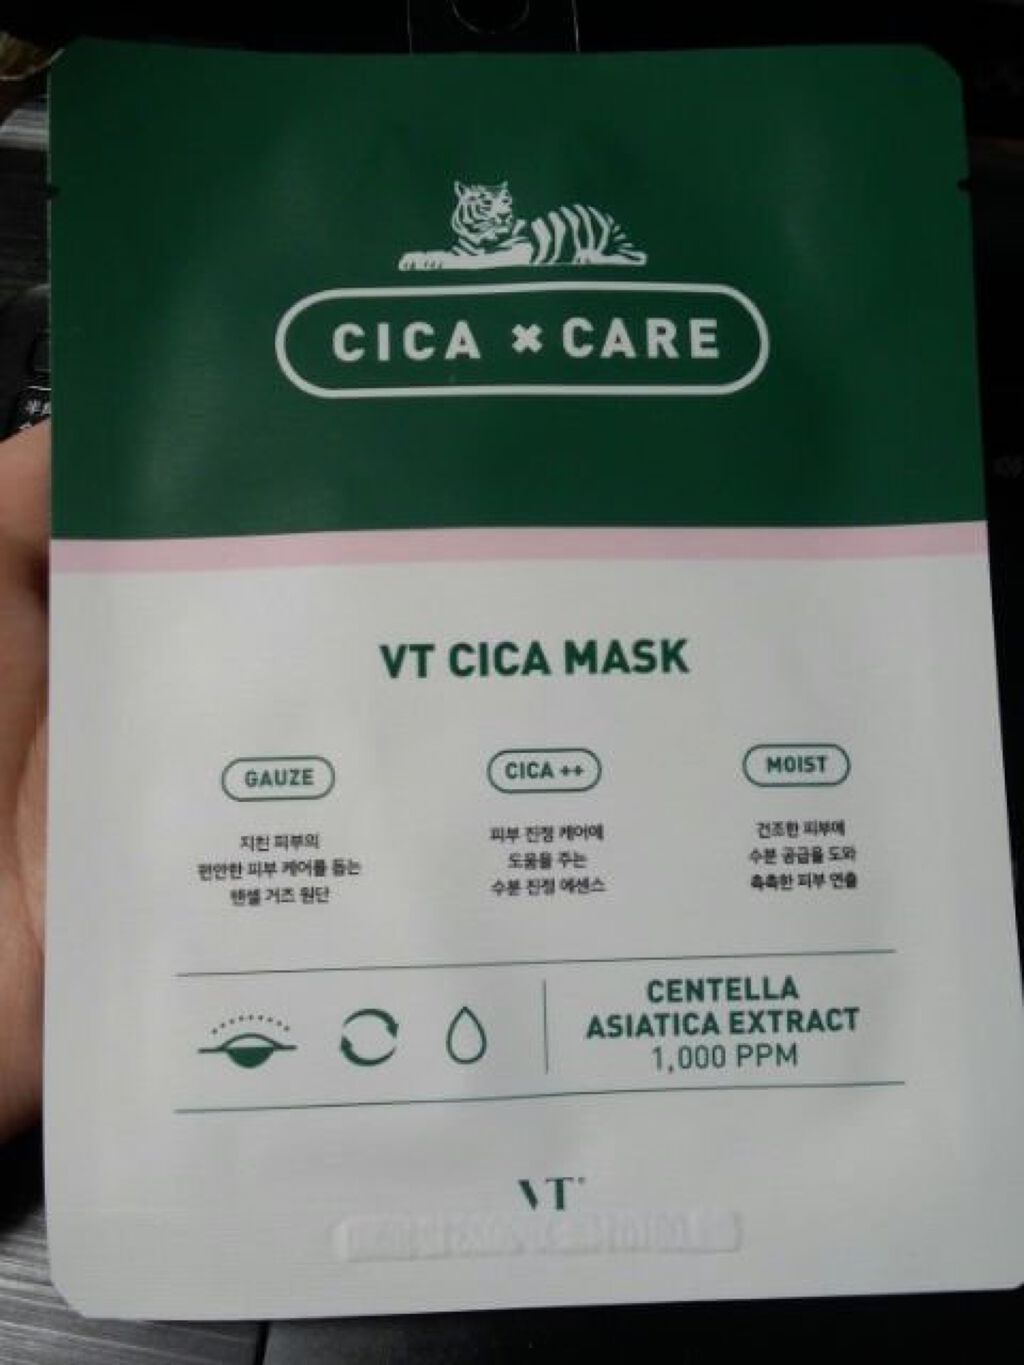 CICA × CARE
VT CICA MASK
GAUZE
지친 피부의
편안한 피부 케어를 돕는
텐셀 거즈 원단
CICA ++
피부 진정 케어에
도움을 주는
수분 진정 에센스
MOIST
건조한 피부에
수분 공급을 도와
촉촉한 피부 연출
CENTELLA
ASIATICA EXTRACT
1,000 PPM
VT